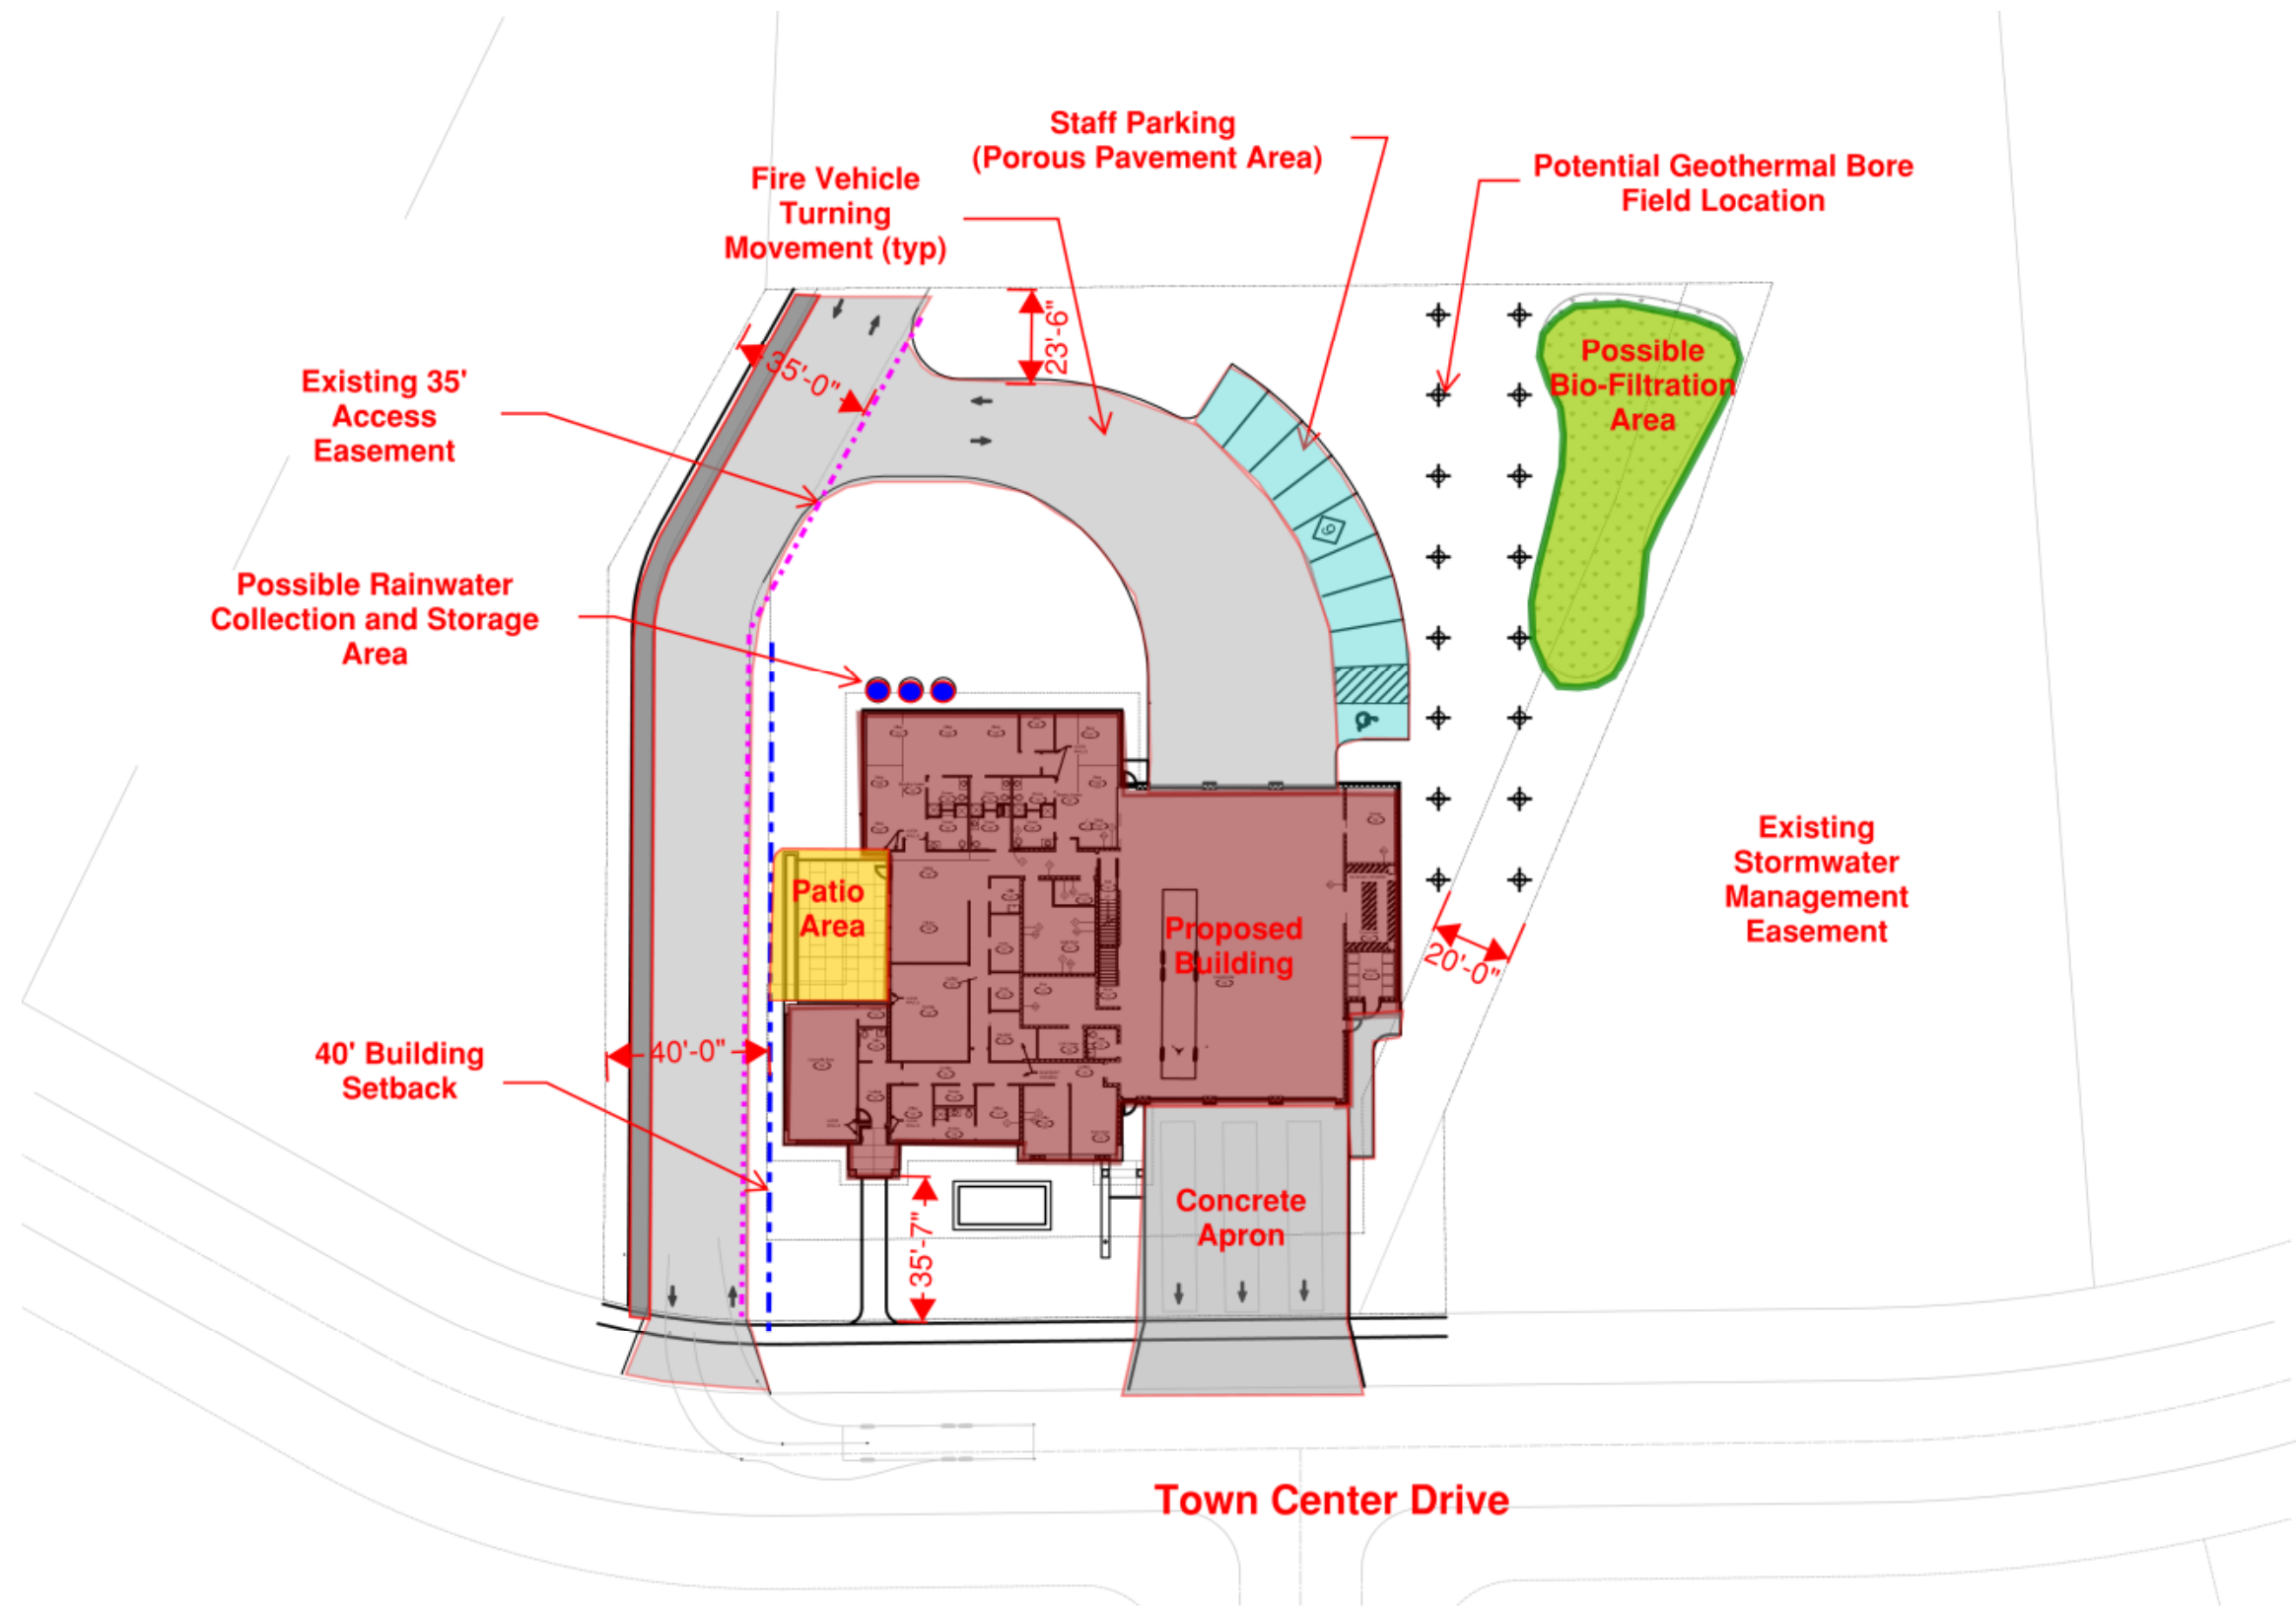 Staff Parking
(Porous Pavement Area)
Fire Vehicle
Turning
Movement (typ)
Potential Geothermal Bore
Field Location
23'-6"
35'-0"
Existing 35'
Access
Easement
Possible
Bio-Filtration
Area
9
Possible Rainwater
Collection and Storage
Area
Patio
Area
Proposed
Building
Existing
Stormwater
Management
Easement
20'-0"
40' Building
Setback
40'-0"
35'-7"
Concrete
Apron
Town Center Drive